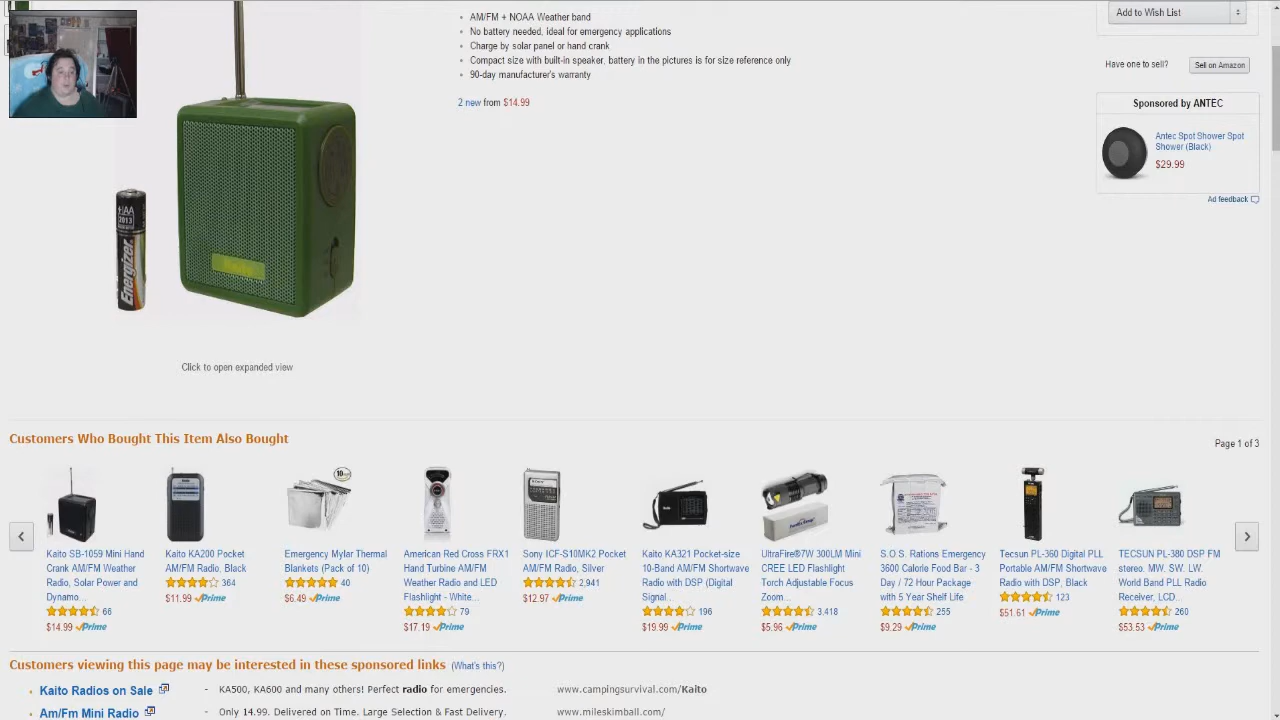 AM/FM + NOAA Weather band
No battery needed, ideal for emergency applications
Charge by solar panel or hand crank
Compact size with built-in speaker, battery in the pictures is for size reference only
90-day manufacturer's warranty
2 new from $14.99
Add to Wish List
Have one to sell?
Sell on Amazon
Sponsored by ANTEC
Antec Spot Shower Spot
Shower (Black)
$29.99
Ad feedback
AA
2013
Energizer
Click to open expanded view
Customers Who Bought This Item Also Bought
Page 1 of 3
Kaito SB-1059 Mini Hand
Crank AM/FM Weather
Radio, Solar Power and
Dynamo...
66
$14.99 Prime
Kaito KA200 Pocket
AM/FM Radio, Black
364
$11.99 Prime
10
Emergency Mylar Thermal
Blankets (Pack of 10)
40
$6.49 Prime
American Red Cross FRX1
Hand Turbine AM/FM
Weather Radio and LED
Flashlight - White...
79
$17.19 Prime
Sony ICF-S10MK2 Pocket
AM/FM Radio, Silver
2,941
$12.97 Prime
Kaito KA321 Pocket-size
10-Band AM/FM Shortwave
Radio with DSP (Digital
Signal...
196
$19.99 Prime
UltraFire®7W 300LM Mini
CREE LED Flashlight
Torch Adjustable Focus
Zoom...
3,418
$5.96 Prime
S.O.S. Rations Emergency
3600 Calorie Food Bar - 3
Day / 72 Hour Package
with 5 Year Shelf Life
255
$9.29 Prime
Tecsun PL-360 Digital PLL
Portable AM/FM Shortwave
Radio with DSP, Black
123
$51.61 Prime
TECSUN PL-380 DSP FM
stereo. MW. SW. LW.
World Band PLL Radio
Receiver, LCD...
260
$53.53 Prime
Customers viewing this page may be interested in these sponsored links (What's this?)
Kaito Radios on Sale - KA500, KA600 and many others! Perfect radio for emergencies. www.campingsurvival.com/Kaito
Am/Fm Mini Radio - Only 14.99. Delivered on Time. Large Selection & Fast Delivery. www.mileskimball.com/